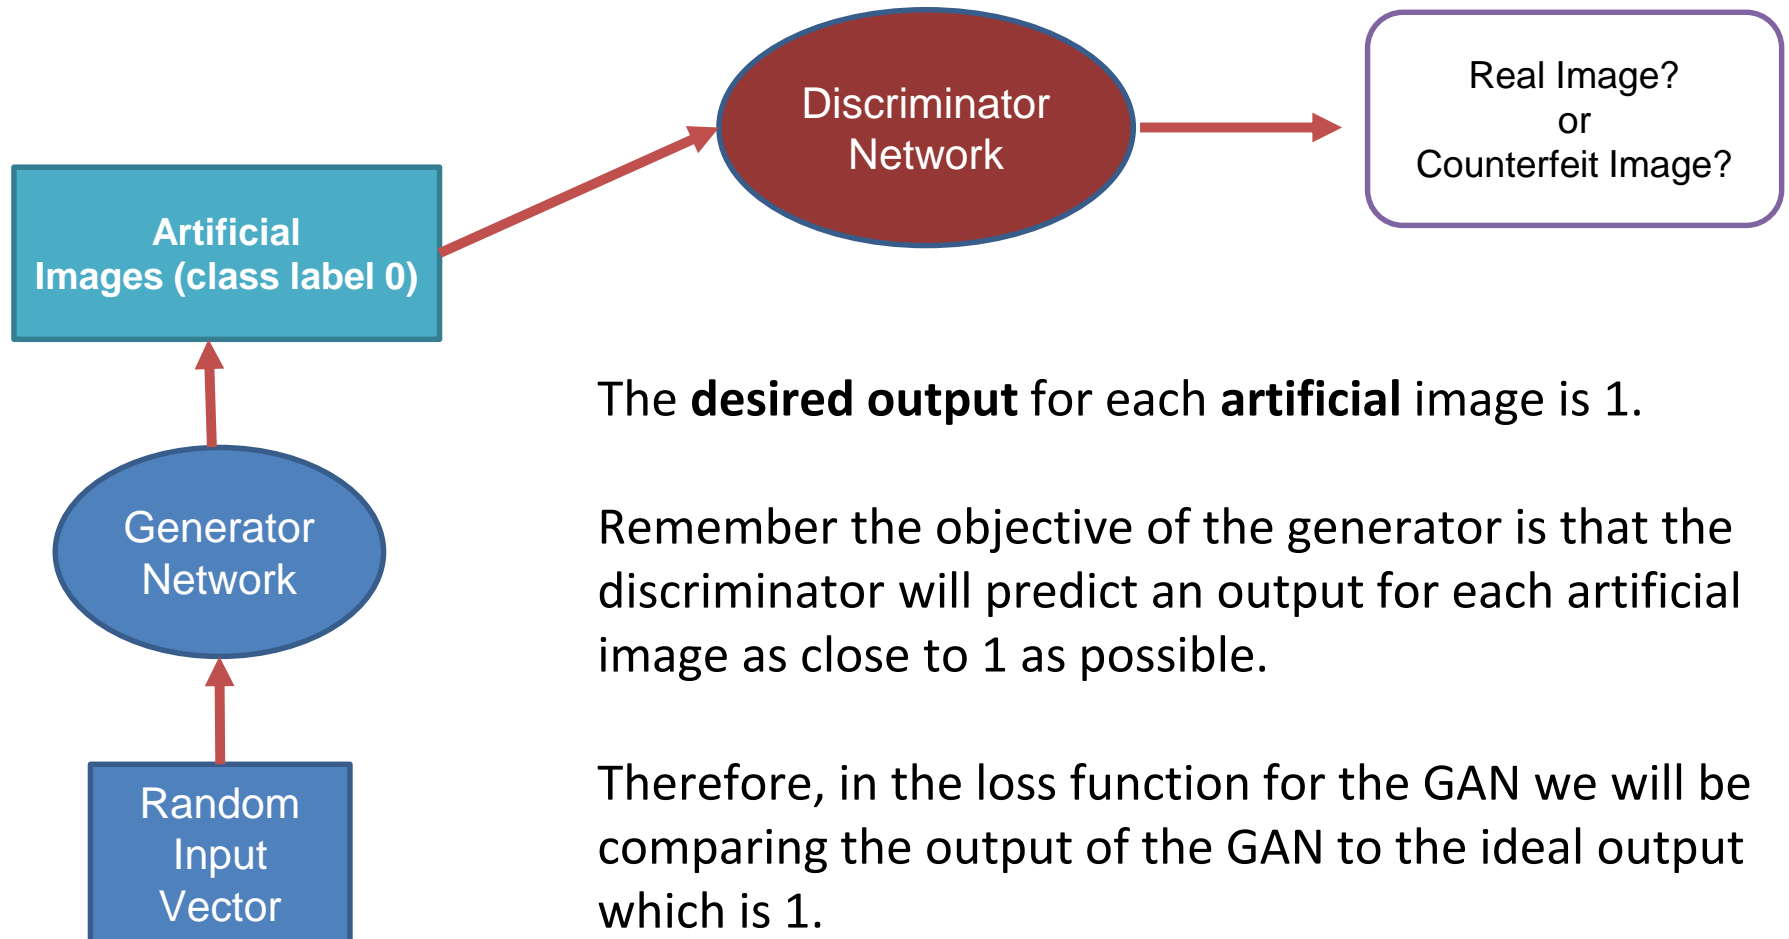 Discriminator
Network
Real Image?
or
Counterfeit Image?
Artificial
Images (class label 0)
The desired output for each artificial image is 1.
Generator
Network
Remember the objective of the generator is that the
discriminator will predict an output for each artificial
image as close to 1 as possible.
Random
Input
Vector
Therefore, in the loss function for the GAN we will be
comparing the output of the GAN to the ideal output
which is 1.